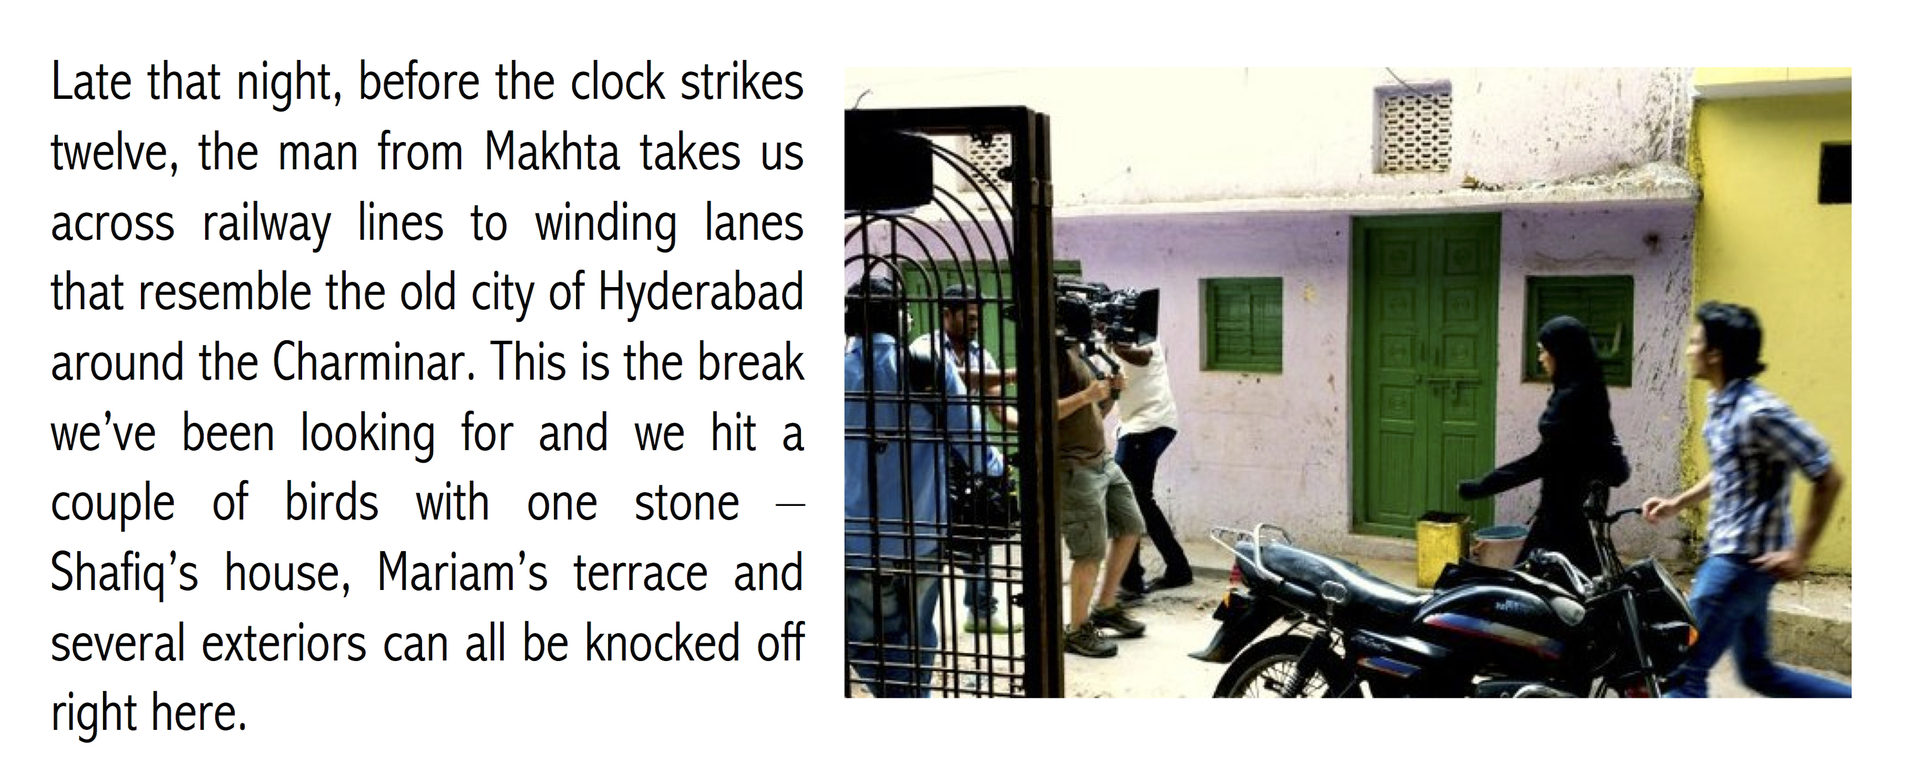 Late that night, before the clock strikes
twelve, the man from Makhta takes us
across railway lines to winding lanes
that resemble the old city of Hyderabad
around the Charminar. This is the break
we’ve been looking for and we hit a
couple of birds with one stone –
Shafiq’s house, Mariam’s terrace and
several exteriors can all be knocked off
right here.